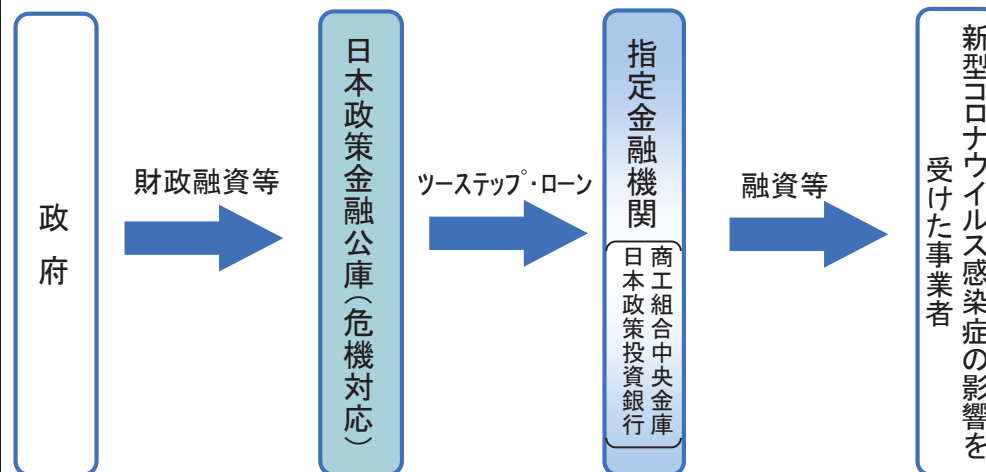 政府
財政融資等
日本政策金融公庫（危機対応）
ツーステップ・ローン
指定金融機関
商工組合中央金庫
日本政策投資銀行
融資等
新型コロナウイルス感染症の影響を
受けた事業者